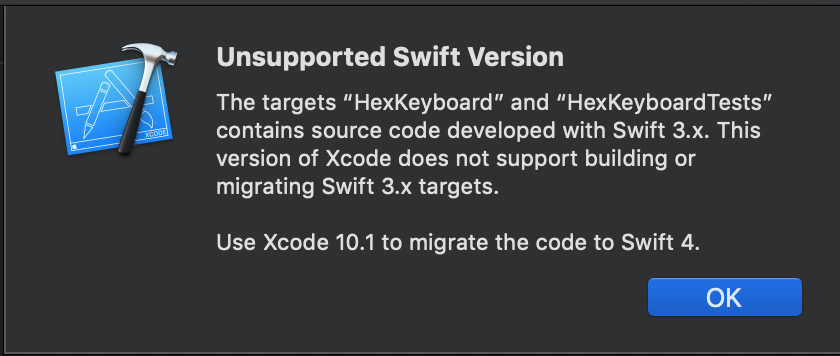 Unsupported Swift Version
The targets “HexKeyboard” and “HexKeyboardTests”
contains source code developed with Swift 3.x. This
version of Xcode does not support building or
migrating Swift 3.x targets.
Use Xcode 10.1 to migrate the code to Swift 4.
XCODE
OK